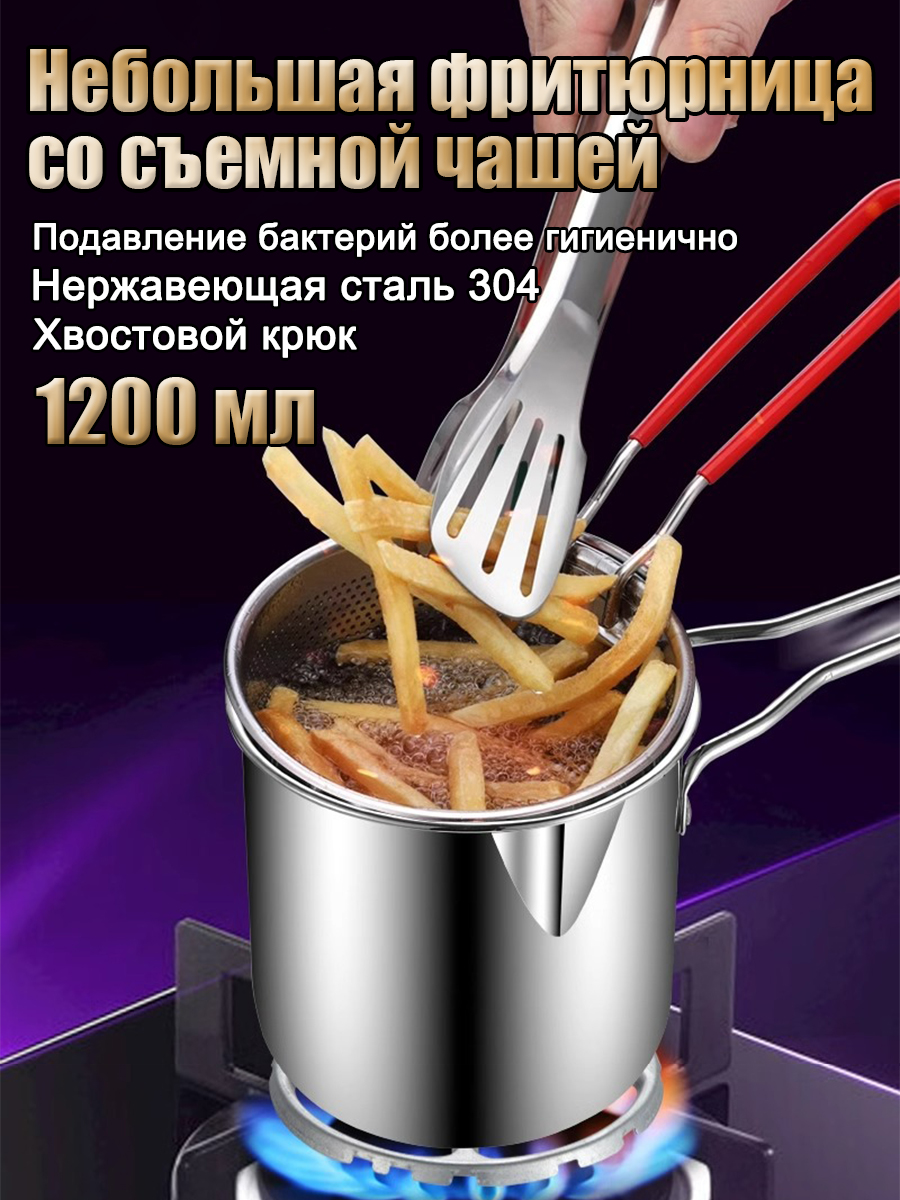 Небольшая фритюрница
со съемной чашей
Подавление бактерий более гигиенично
Нержавеющая сталь 304
Хвостовой крюк
1200 мл